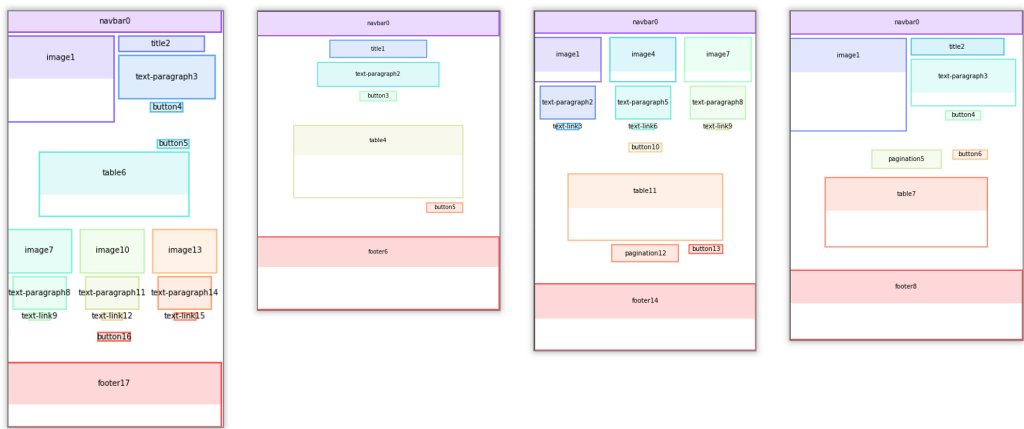 navbar0
image1
title2
text-paragraph3
button4
button5
table6
image7
image10
image13
text-paragraph8
text-paragraph11
text-paragraph14
text-link9
text-link12
text-link15
button16
footer17
navbar0
title1
text-paragraph2
button3
table4
button5
footer6
navbar0
image1
image4
image7
text-paragraph2
text-paragraph5
text-paragraph8
text-link3
text-link6
text-link9
button10
table11
pagination12
button13
footer14
navbar0
image1
title2
text-paragraph3
button4
pagination5
button6
table7
footer8